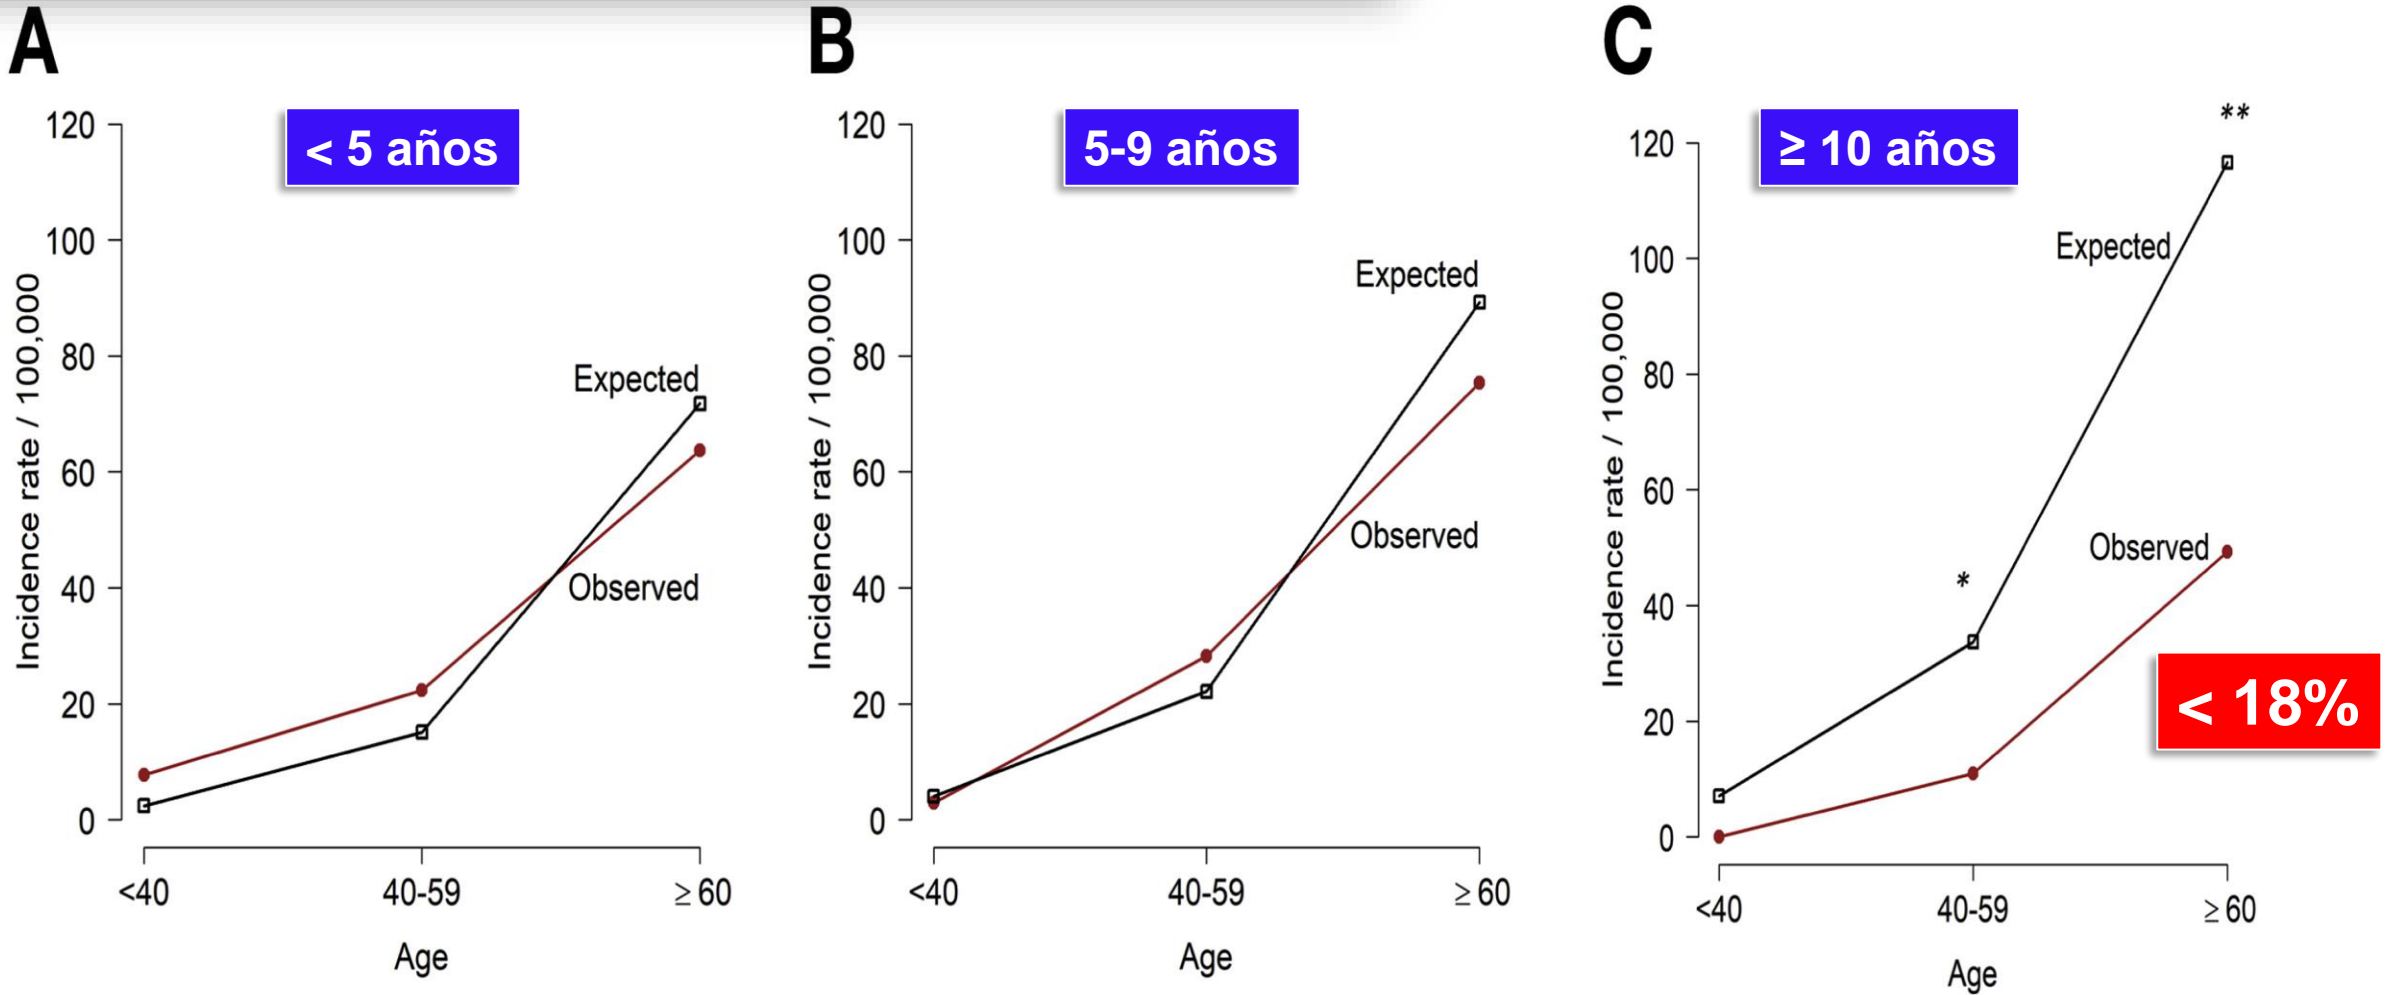 A
< 5 años
120
100
80
60
40
20
0
Incidence rate / 100,000
Expected
Observed
<40
40-59
≥ 60
Age
B
5-9 años
120
100
80
60
40
20
0
Incidence rate / 100,000
Expected
Observed
<40
40-59
≥ 60
Age
C
≥ 10 años
**
120
100
80
60
40
20
0
Incidence rate / 100,000
Expected
Observed
*
< 18%
<40
40-59
≥ 60
Age